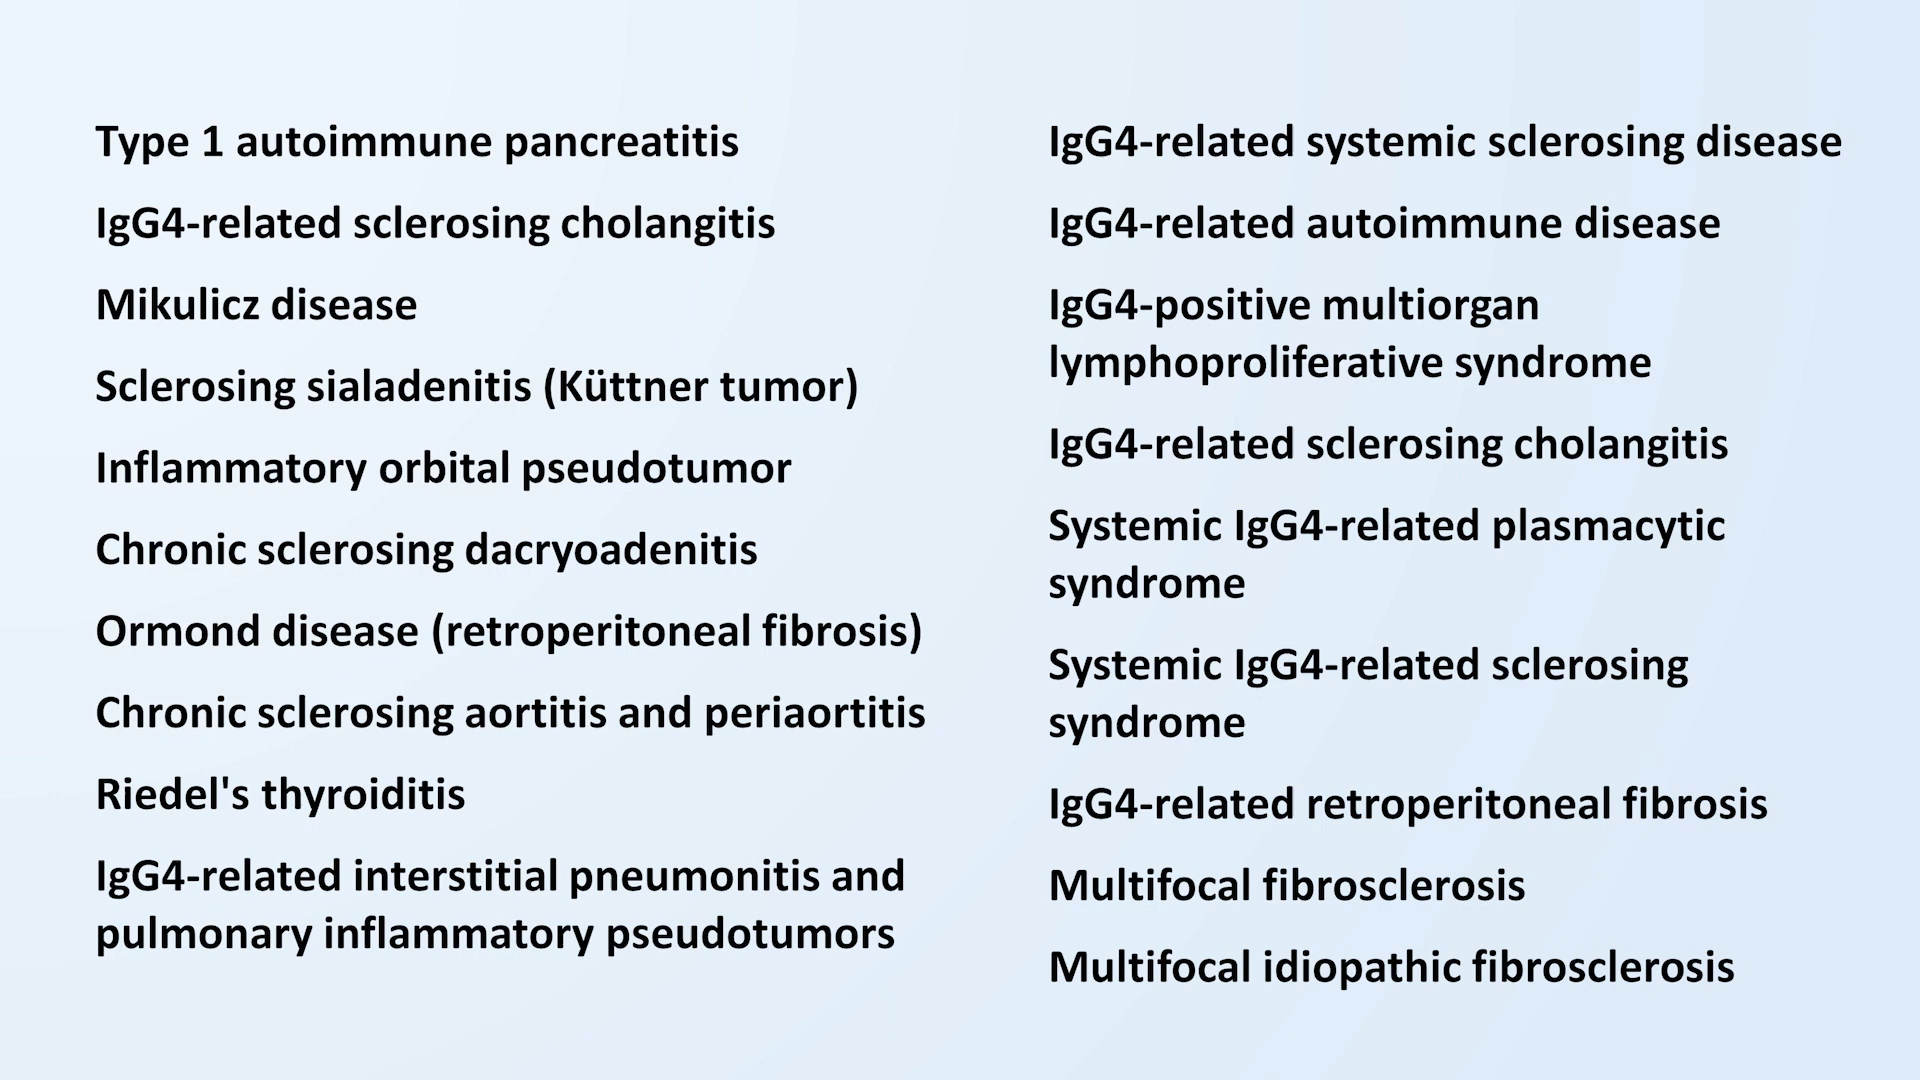 Type 1 autoimmune pancreatitis
IgG4-related sclerosing cholangitis
Mikulicz disease
Sclerosing sialadenitis (Küttner tumor)
Inflammatory orbital pseudotumor
Chronic sclerosing dacryoadenitis
Ormond disease (retroperitoneal fibrosis)
Chronic sclerosing aortitis and periaortitis
Riedel's thyroiditis
IgG4-related interstitial pneumonitis and
pulmonary inflammatory pseudotumors
IgG4-related systemic sclerosing disease
IgG4-related autoimmune disease
IgG4-positive multiorgan
lymphoproliferative syndrome
IgG4-related sclerosing cholangitis
Systemic IgG4-related plasmacytic
syndrome
Systemic IgG4-related sclerosing
syndrome
IgG4-related retroperitoneal fibrosis
Multifocal fibrosclerosis
Multifocal idiopathic fibrosclerosis